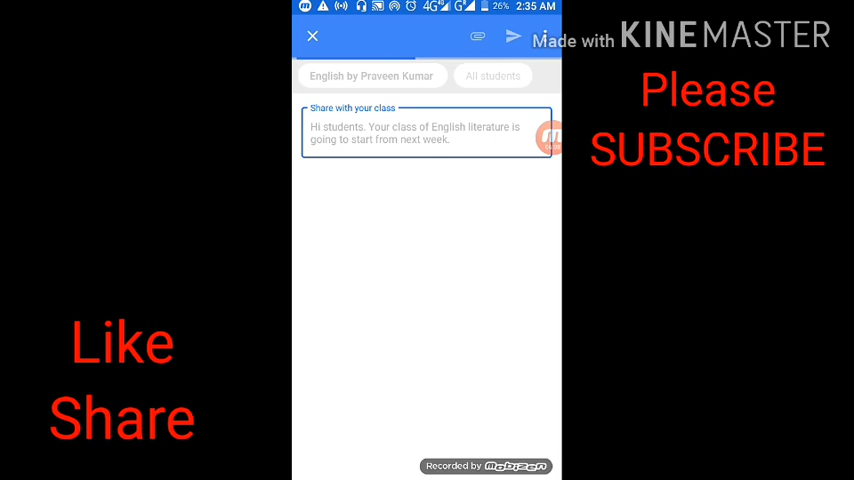 4G 4G G R 26% 2:35 AM
Made with KINEMASTER
English by Praveen Kumar All students
Share with your class
Hi students. Your class of English literature is
going to start from next week.
Please
SUBSCRIBE
Like
Share
Recorded by mobizen